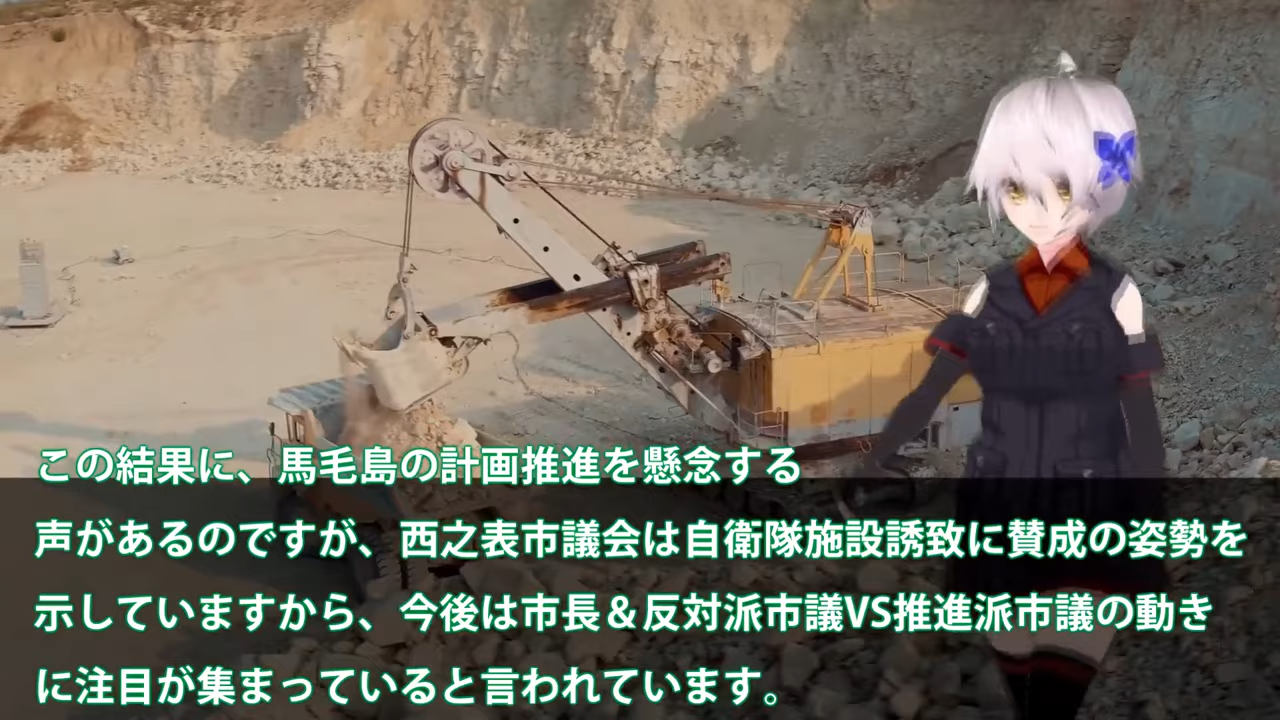 この結果に、馬毛島の計画推進を懸念する
声があるのですが、西之表市議会は自衛隊施設誘致に賛成の姿勢を
示していますから、今後は市長＆反対派市議VS推進派市議の動き
に注目が集まっていると言われています。